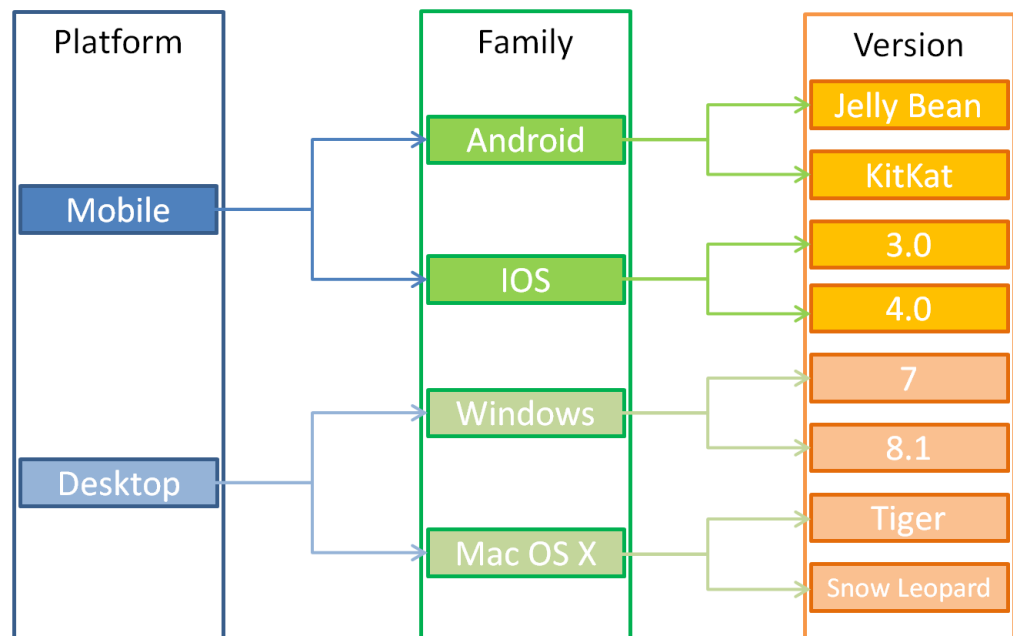 Platform
Family
Version
Mobile
Desktop
Android
IOS
Windows
Mac OS X
Jelly Bean
KitKat
3.0
4.0
7
8.1
Tiger
Snow Leopard